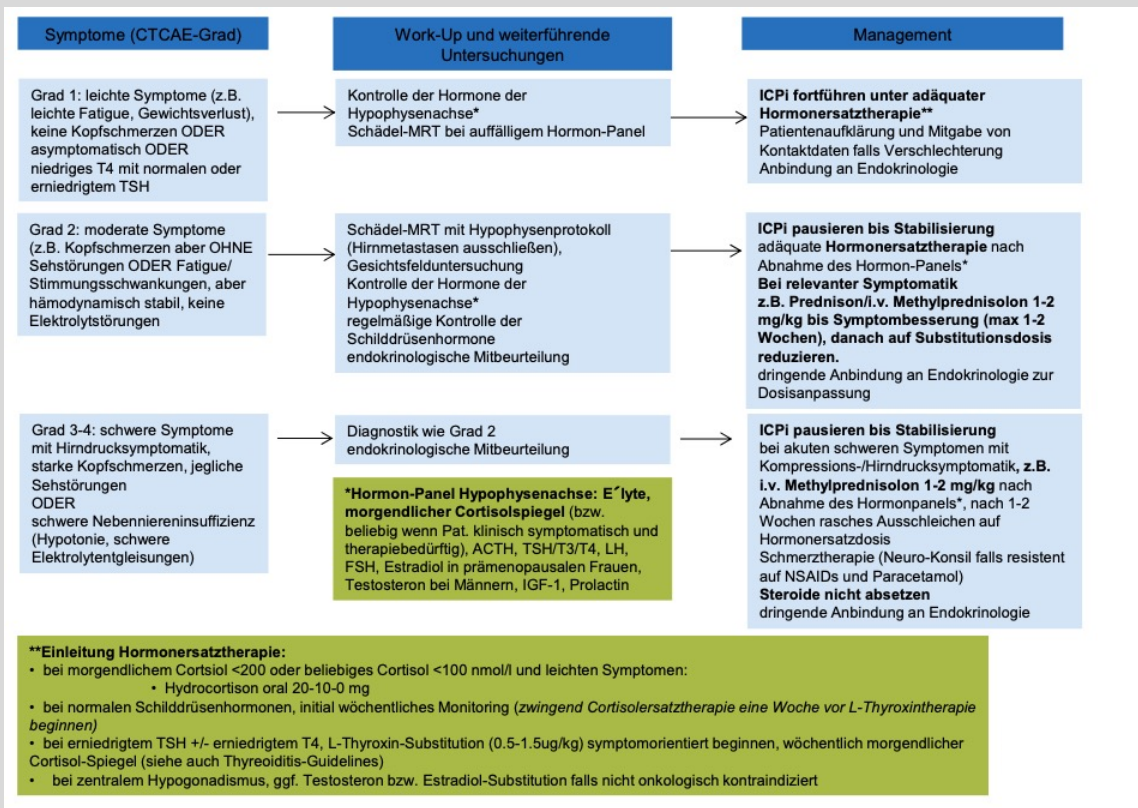 Symptome (CTCAE-Grad)
Work-Up und weiterführende
Untersuchungen
Management
Grad 1: leichte Symptome (z.B.
leichte Fatigue, Gewichtsverlust),
keine Kopfschmerzen ODER
asymptomatisch ODER
niedriges T4 mit normalen oder
erniedrigtem TSH
Kontrolle der Hormone der
Hypophysenachse*
Schädel-MRT bei auffälligem Hormon-Panel
ICPi fortführen unter adäquater
Hormonersatztherapie**
Patientenaufklärung und Mitgabe von
Kontaktdaten falls Verschlechterung
Anbindung an Endokrinologie
Grad 2: moderate Symptome
(z.B. Kopfschmerzen aber OHNE
Sehstörungen ODER Fatigue/
Stimmungsschwankungen, aber
hämodynamisch stabil, keine
Elektrolytstörungen
Schädel-MRT mit Hypophysenprotokoll
(Hirnmetastasen ausschließen),
Gesichtsfelduntersuchung
Kontrolle der Hormone der
Hypophysenachse*
regelmäßige Kontrolle der
Schilddrüsenhormone
endokrinologische Mitbeurteilung
ICPi pausieren bis Stabilisierung
adäquate Hormonersatztherapie nach
Abnahme des Hormon-Panels*
Bei relevanter Symptomatik
z.B. Prednison/i.v. Methylprednisolon 1-2
mg/kg bis Symptombesserung (max 1-2
Wochen), danach auf Substitutionsdosis
reduzieren.
dringende Anbindung an Endokrinologie zur
Dosisanpassung
Grad 3-4: schwere Symptome
mit Hirndrucksymptomatik,
starke Kopfschmerzen, jegliche
Sehstörungen
ODER
schwere Nebenniereninsuffizienz
(Hypotonie, schwere
Elektrolytentgleisungen)
Diagnostik wie Grad 2
endokrinologische Mitbeurteilung
*Hormon-Panel Hypophysenachse: E´lyte,
morgendlicher Cortisolspiegel (bzw.
beliebig wenn Pat. klinisch symptomatisch und
therapiebedürftig), ACTH, TSH/T3/T4, LH,
FSH, Estradiol in prämenopausalen Frauen,
Testosteron bei Männern, IGF-1, Prolactin
ICPi pausieren bis Stabilisierung
bei akuten schweren Symptomen mit
Kompressions-/Hirndrucksymptomatik, z.B.
i.v. Methylprednisolon 1-2 mg/kg nach
Abnahme des Hormonpanels*, nach 1-2
Wochen rasches Ausschleichen auf
Hormonersatzdosis
Schmerztherapie (Neuro-Konsil falls resistent
auf NSAIDs und Paracetamol)
Steroide nicht absetzen
dringende Anbindung an Endokrinologie
**Einleitung Hormonersatztherapie:
• bei morgendlichem Cortsiol <200 oder beliebiges Cortisol <100 nmol/l und leichten Symptomen:
• Hydrocortison oral 20-10-0 mg
• bei normalen Schilddrüsenhormonen, initial wöchentliches Monitoring (zwingend Cortisolersatztherapie eine Woche vor L-Thyroxintherapie
beginnen)
• bei erniedrigtem TSH +/- erniedrigtem T4, L-Thyroxin-Substitution (0.5-1.5ug/kg) symptomorientiert beginnen, wöchentlich morgendlicher
Cortisol-Spiegel (siehe auch Thyreoiditis-Guidelines)
• bei zentralem Hypogonadismus, ggf. Testosteron bzw. Estradiol-Substitution falls nicht onkologisch kontraindiziert